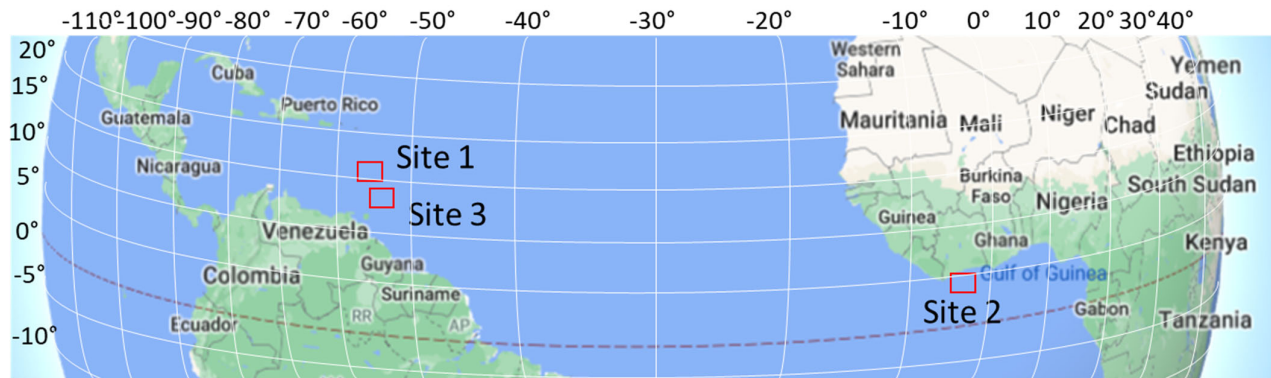 -110° -100° -90° -80° -70° -60° -50° -40° -30° -20° -10° 0° 10° 20° 30° 40°
20°
15°
10°
5°
0°
-5°
-10°
Western
Sahara
Cuba
Yemen
Sudan
Puerto Rico
Guatemala
Mauritania
Mali
Niger
Chad
Site 1
Nicaragua
Ethiopia
Burkina
Faso
South Sudan
Site 3
Guinea
Nigeria
Venezuela
Ghana
Kenya
Guyana
Colombia
Gulf of Guinea
Suriname
Site 2
RR
AP
Ecuador
Gabon
Tanzania